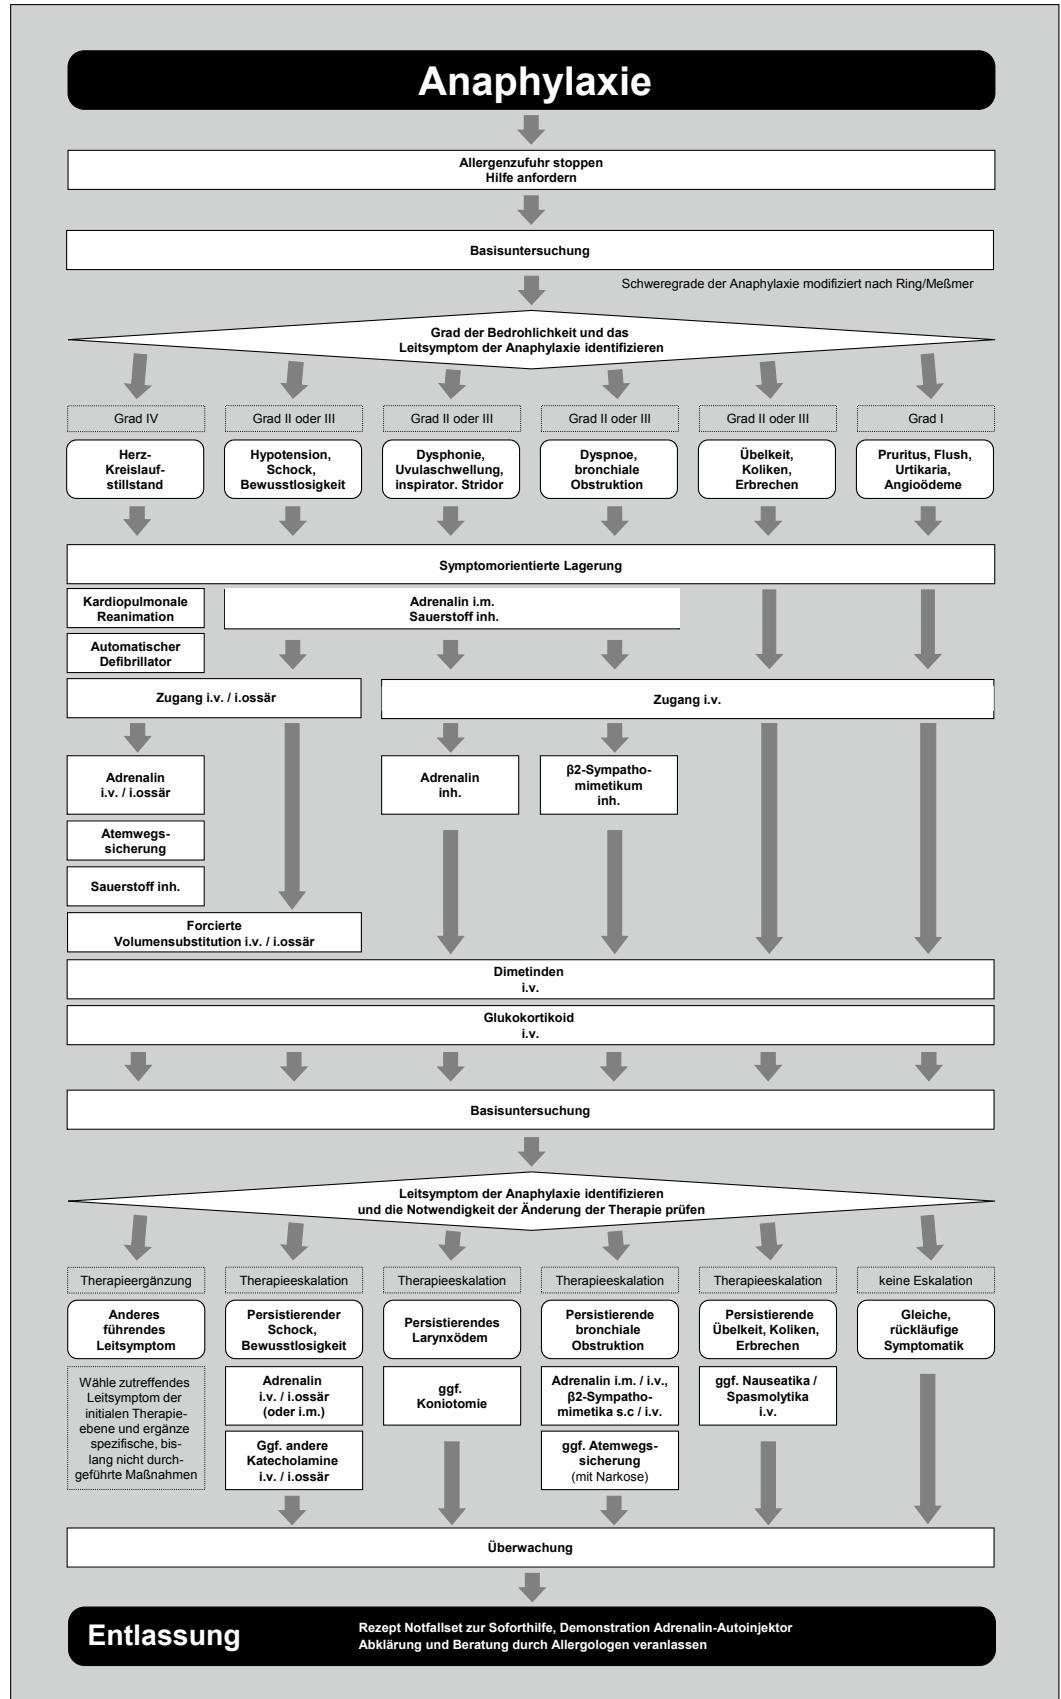 Anaphylaxie
Allergenzufuhr stoppen
Hilfe anfordern
Basisuntersuchung
Schweregrade der Anaphylaxie modifiziert nach Ring/Meßmer
Grad der Bedrohlichkeit und das
Leitsymptom der Anaphylaxie identifizieren
Grad IV
Grad II oder III
Grad II oder III
Grad II oder III
Grad II oder III
Grad I
Herz-
Kreislauf-
stillstand
Hypotension,
Schock,
Bewusstlosigkeit
Dysphonie,
Uvulaschwellung,
inspirator. Stridor
Dyspnoe,
bronchiale
Obstruktion
Übelkeit,
Koliken,
Erbrechen
Pruritus, Flush,
Urtikaria,
Angioödeme
Symptomorientierte Lagerung
Kardiopulmonale
Reanimation
Automatischer
Defibrillator
Adrenalin i.m.
Sauerstoff inh.
Zugang i.v. / i.ossär
Zugang i.v.
Adrenalin
i.v. / i.ossär
Adrenalin
inh.
β2-Sympatho-
mimetikum
inh.
Atemwegs-
sicherung
Sauerstoff inh.
Forcierte
Volumensubstitution i.v. / i.ossär
Dimetinden
i.v.
Glukokortikoid
i.v.
Basisuntersuchung
Leitsymptom der Anaphylaxie identifizieren
und die Notwendigkeit der Änderung der Therapie prüfen
Therapieergänzung
Therapieeskalation
Therapieeskalation
Therapieeskalation
Therapieeskalation
keine Eskalation
Anderes
führendes
Leitsymptom
Persistierender
Schock,
Bewusstlosigkeit
Persistierendes
Larynxödem
Persistierende
bronchiale
Obstruktion
Persistierende
Übelkeit, Koliken,
Erbrechen
Gleiche,
rückläufige
Symptomatik
Wähle zutreffendes
Leitsymptom der
initialen Therapie-
ebene und ergänze
spezifische, bis-
lang nicht durch-
geführte Maßnahmen
Adrenalin
i.v. / i.ossär
(oder i.m.)
Ggf. andere
Katecholamine
i.v. / i.ossär
ggf.
Koniotomie
Adrenalin i.m. / i.v.,
β2-Sympatho-
mimetika s.c / i.v.
ggf. Atemwegs-
sicherung
(mit Narkose)
ggf. Nauseatika /
Spasmolytika
i.v.
Überwachung
Entlassung
Rezept Notfallset zur Soforthilfe, Demonstration Adrenalin-Autoinjektor
Abklärung und Beratung durch Allergologen veranlassen